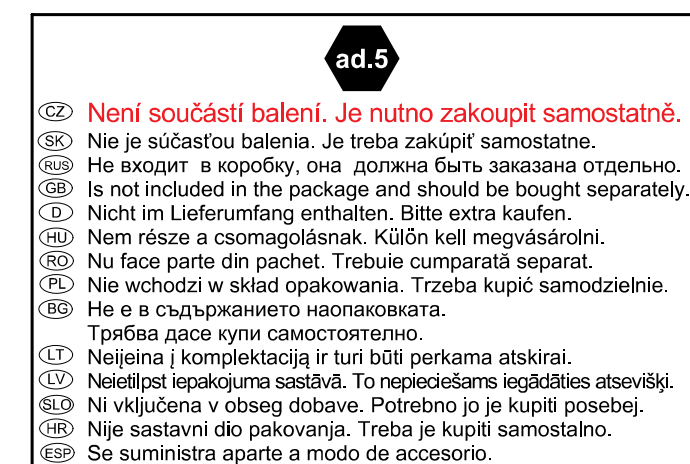 ad.5
CZ Není součástí balení. Je nutno zakoupit samostatně.
SK Nie je súčasťou balenia. Je treba zakúpiť samostatne.
RUS Не входит в коробку, она должна быть заказана отдельно.
GB Is not included in the package and should be bought separately.
D Nicht im Lieferumfang enthalten. Bitte extra kaufen.
HU Nem része a csomagolásnak. Külön kell megvásárolni.
RO Nu face parte din pachet. Trebuie cumparată separat.
PL Nie wchodzi w skład opakowania. Trzeba kupić samodzielnie.
BG Не е в съдържанието наопаковката.
Трябва дасе купи самостоятелно.
LT Neįeina į komplektaciją ir turi būti perkama atskirai.
LV Neietilpst iepakojuma sastāvā. To nepieciešams iegādāties atsevišķi.
SLO Ni vključena v obseg dobave. Potrebno jo je kupiti posebej.
HR Nije sastavni dio pakovanja. Treba je kupiti samostalno.
ESP Se suministra aparte a modo de accesorio.